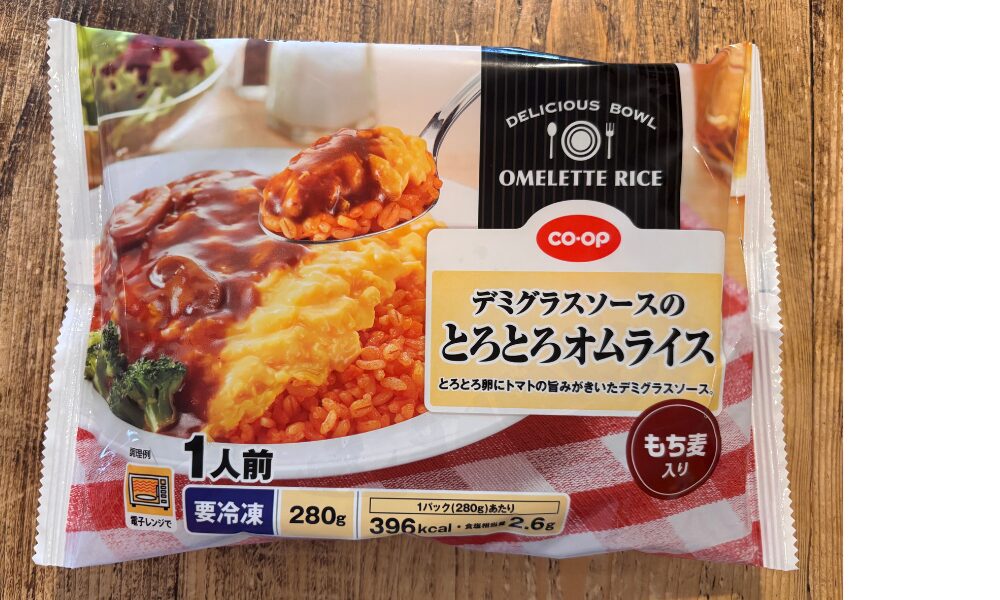 DELICIOUS BOWL
OMELETTE RICE
CO·OP
デミグラスソースの
とろとろオムライス
とろとろ卵にトマトの旨みがきいたデミグラスソース。
もち麦
入り
調理例
1人前
電子レンジで
要冷凍
280g
1パック(280g)あたり
396kcal・食塩相当量2.6g